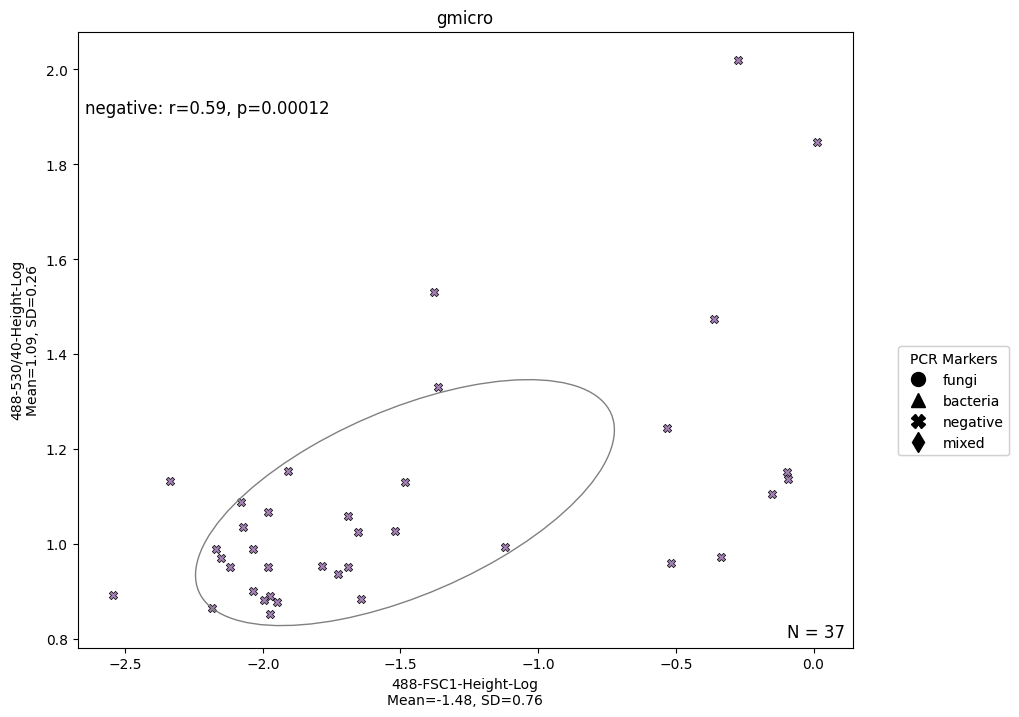 gmicro
negative: r=0.59, p=0.00012
2.0
1.8
1.6
1.4
1.2
1.0
0.8
488-530/40-Height-Log
Mean=1.09, SD=0.26
PCR Markers
fungi
bacteria
negative
mixed
N = 37
−2.5
−2.0
−1.5
−1.0
−0.5
0.0
488-FSC1-Height-Log
Mean=-1.48, SD=0.76